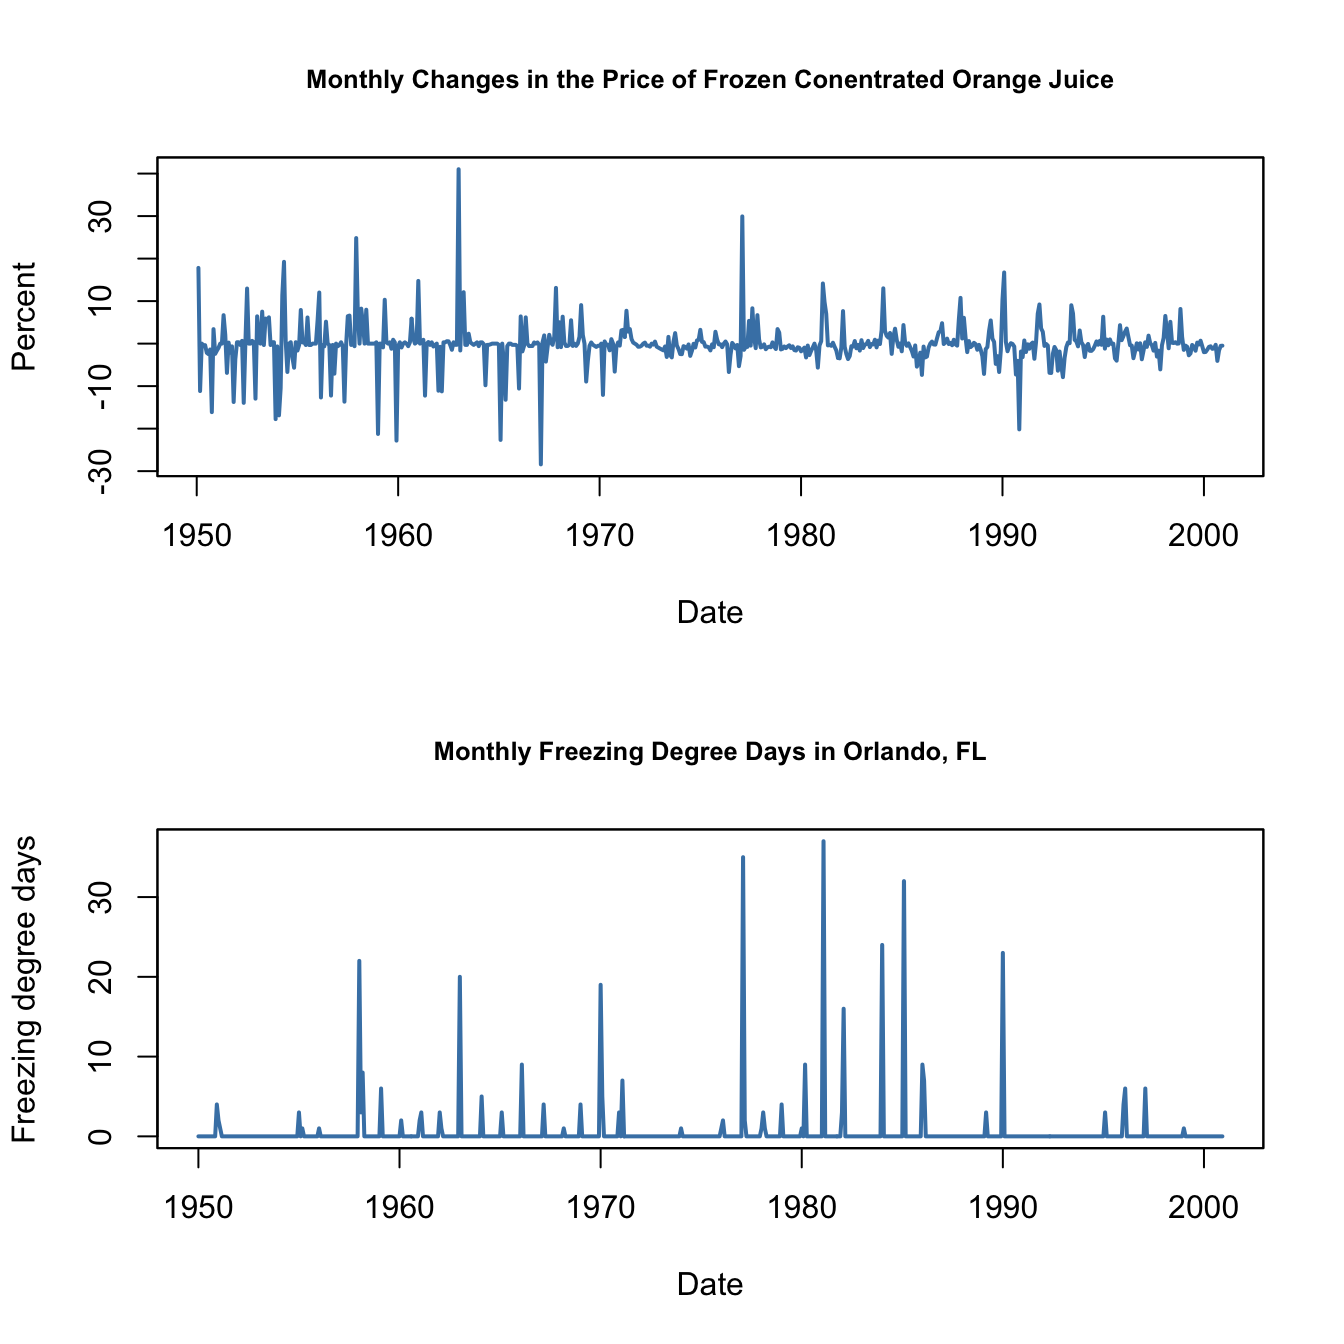 Monthly Changes in the Price of Frozen Conentrated Orange Juice
Percent
30
10
-10
-30
1950 1960 1970 1980 1990 2000
Date
Monthly Freezing Degree Days in Orlando, FL
Freezing degree days
30
20
10
0
1950 1960 1970 1980 1990 2000
Date